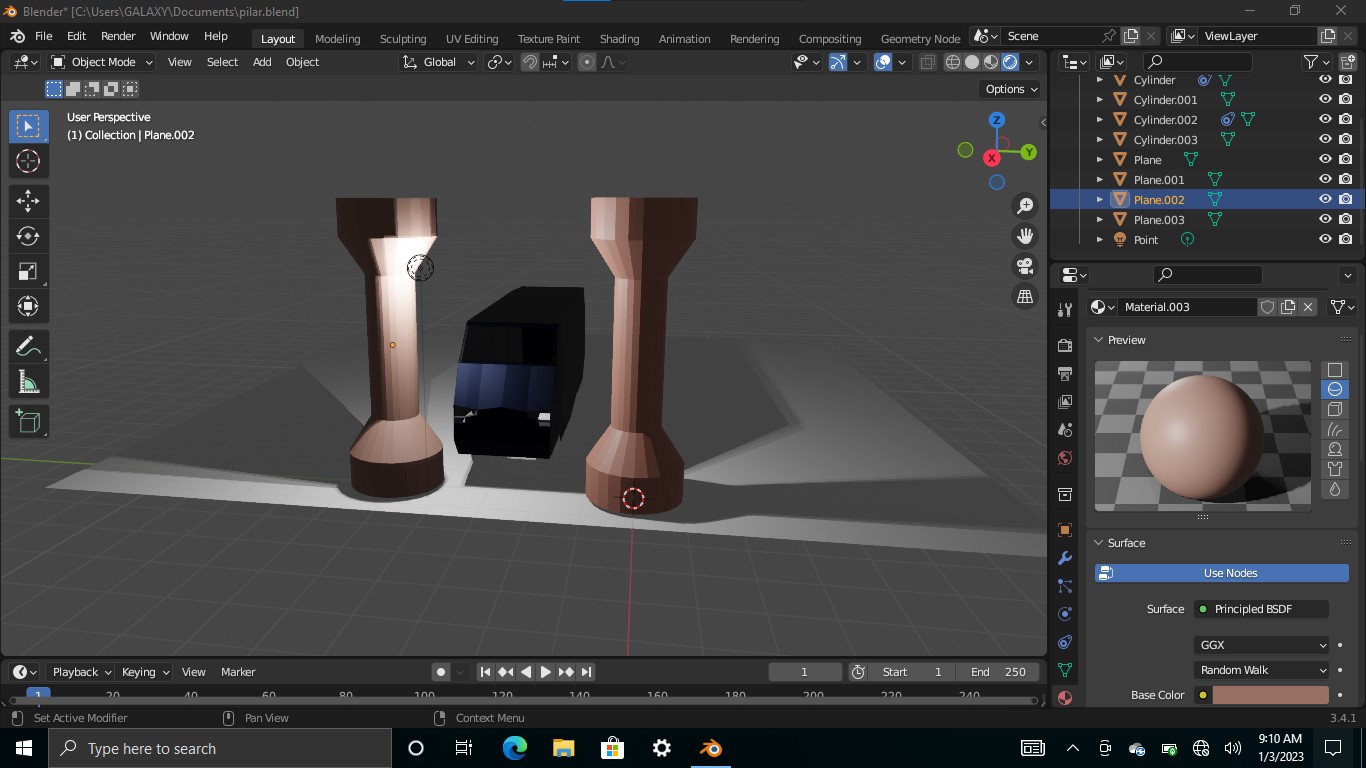 Blender* [C:\Users\GALAXY\Documents\pilar.blend]
File Edit Render Window Help Layout Modeling Sculpting UV Editing Texture Paint Shading Animation Rendering Compositing Geometry Node Scene ViewLayer
Object Mode View Select Add Object Global
Options
User Perspective
(1) Collection | Plane.002
Z
Y
X
Cylinder
Cylinder.001
Cylinder.002
Cylinder.003
Plane
Plane.001
Plane.002
Plane.003
Point
Material.003
Preview
Surface
Use Nodes
Surface Principled BSDF
GGX
Random Walk
Base Color
Playback Keying View Marker 1 Start 1 End 250
1 20 40 60 80 100 120 140 160 180 200 220 240
Set Active Modifier Pan View Context Menu 3.4.1
Type here to search
9:10 AM
1/3/2023